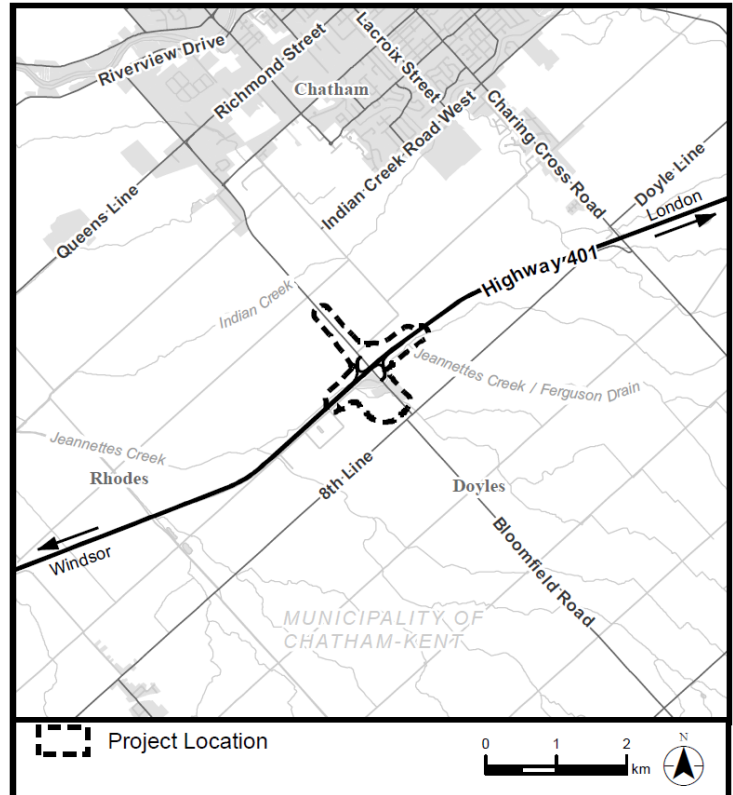 Riverview Drive
Richmond Street
Lacroix Street
Chatham
Indian Creek Road West
Charing Cross Road
Doyle Line
London
Queens Line
Highway 401
Indian Creek
Jeannettes Creek / Ferguson Drain
Jeannettes Creek
Rhodes
8th Line
Doyles
Windsor
Bloomfield Road
MUNICIPALITY OF
CHATHAM-KENT
Project Location
0 1 2
km
N